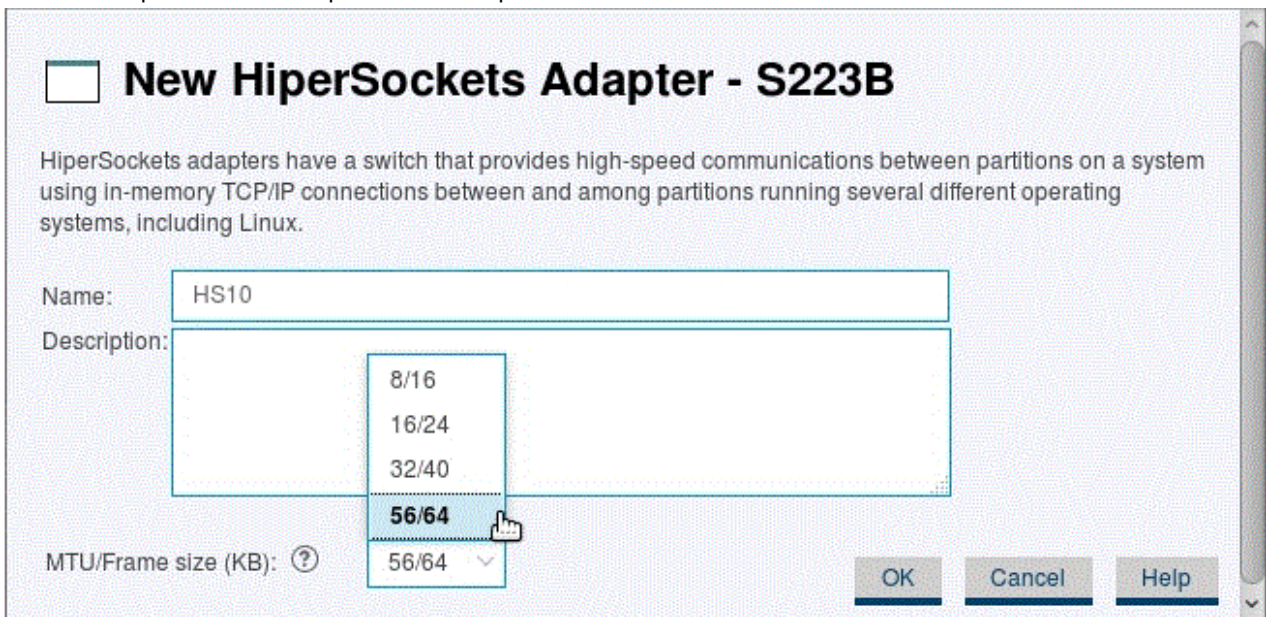 New HiperSockets Adapter - S223B
HiperSockets adapters have a switch that provides high-speed communications between partitions on a system
using in-memory TCP/IP connections between and among partitions running several different operating
systems, including Linux.
Name: HS10
Description:
8/16
16/24
32/40
56/64
MTU/Frame size (KB): ? 56/64
OK Cancel Help